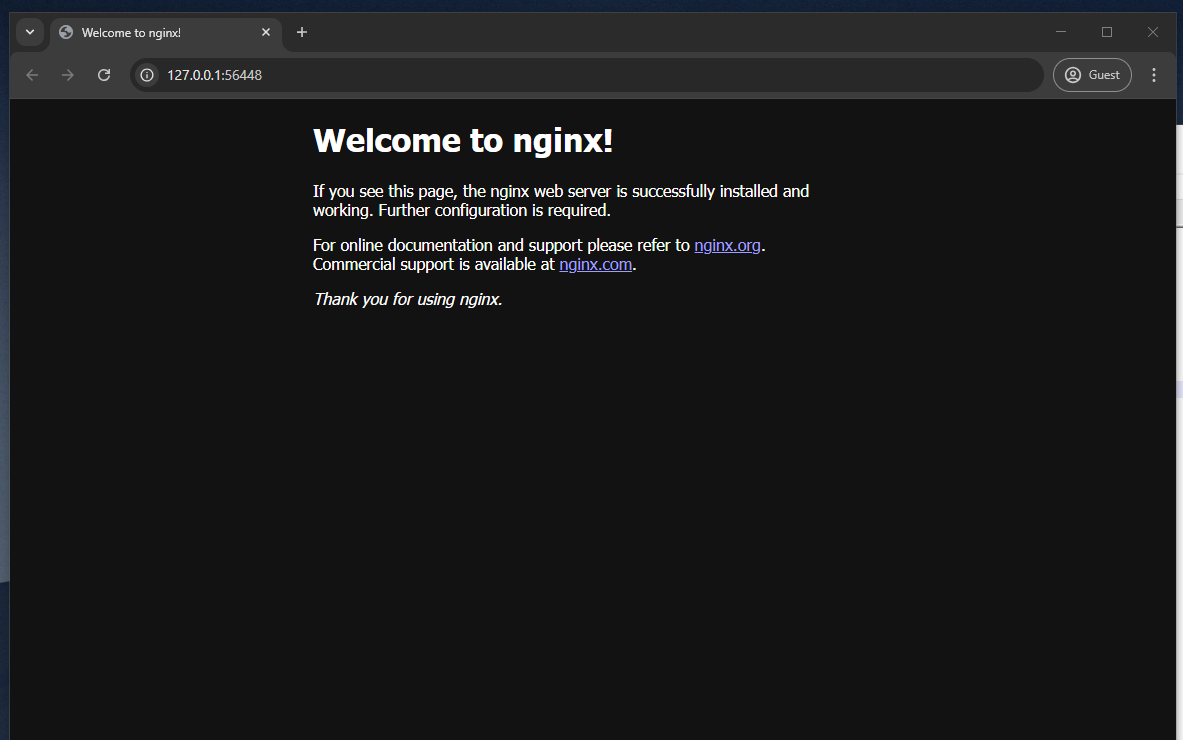 Welcome to nginx!
127.0.0.1:56448
Guest
Welcome to nginx!
If you see this page, the nginx web server is successfully installed and
working. Further configuration is required.
For online documentation and support please refer to nginx.org.
Commercial support is available at nginx.com.
Thank you for using nginx.